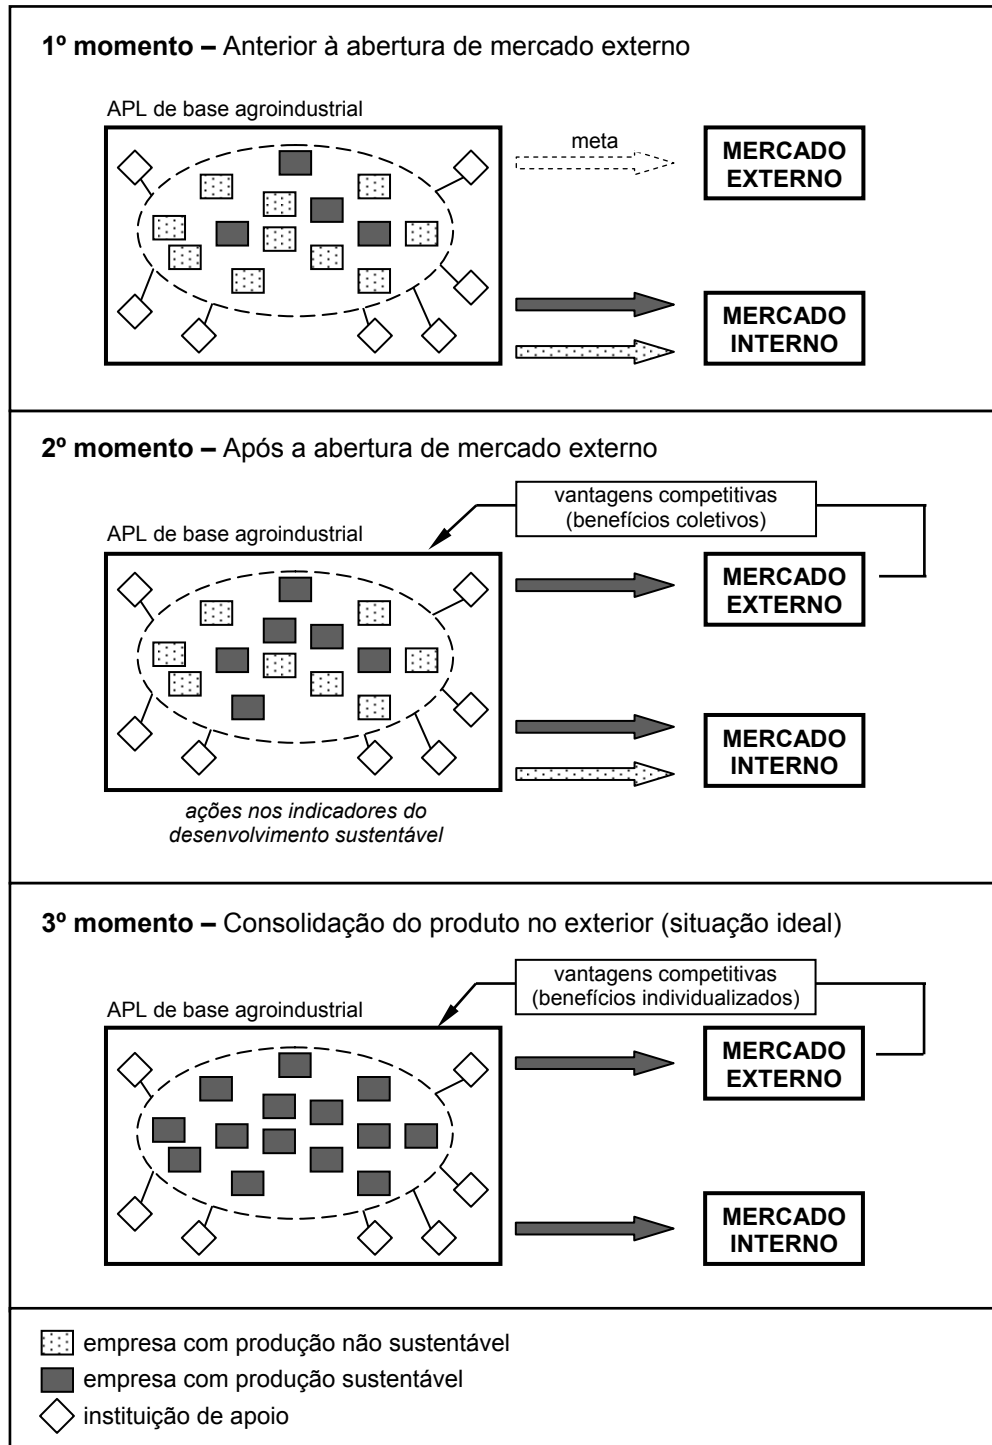 1º momento – Anterior à abertura de mercado externo
APL de base agroindustrial
meta
MERCADO
EXTERNO
MERCADO
INTERNO
2º momento – Após a abertura de mercado externo
vantagens competitivas
(benefícios coletivos)
APL de base agroindustrial
MERCADO
EXTERNO
MERCADO
INTERNO
ações nos indicadores do
desenvolvimento sustentável
3º momento – Consolidação do produto no exterior (situação ideal)
vantagens competitivas
(benefícios individualizados)
APL de base agroindustrial
MERCADO
EXTERNO
MERCADO
INTERNO
empresa com produção não sustentável
empresa com produção sustentável
instituição de apoio